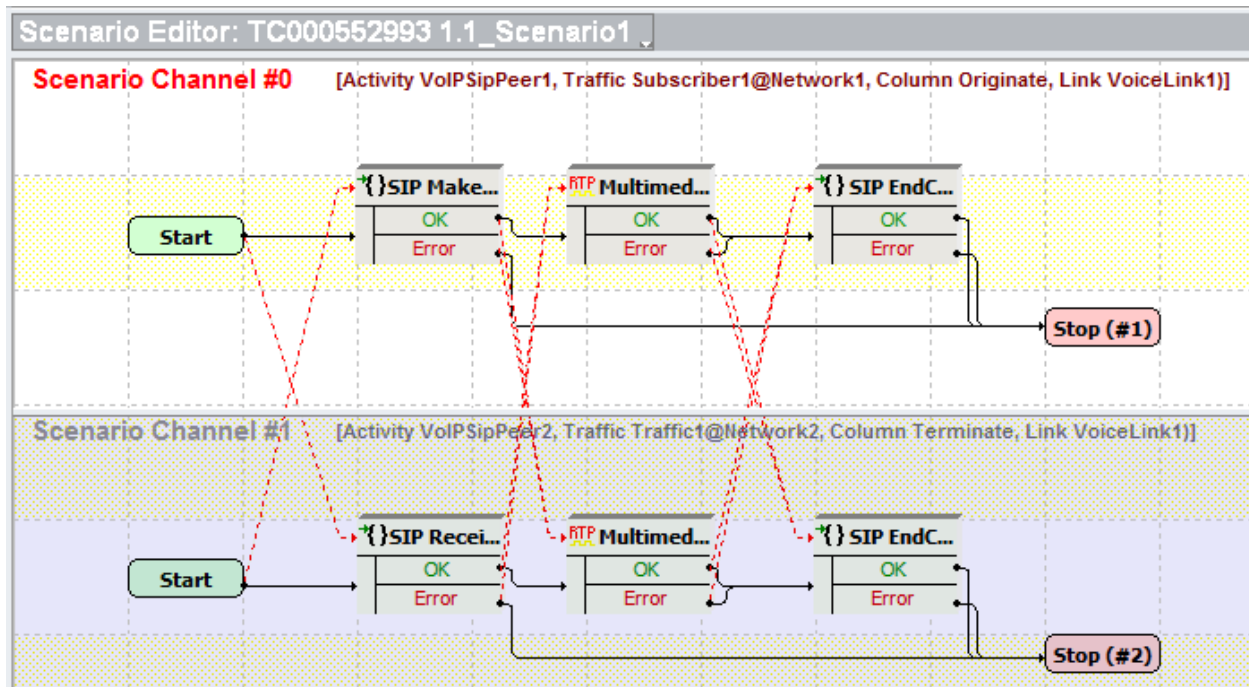 Scenario Editor: TC000552993 1.1_Scenario1
Scenario Channel #0 [Activity VoIPSipPeer1, Traffic Subscriber1@Network1, Column Originate, Link VoiceLink1)]
{}SIP Make... RTP Multimed... {} SIP EndC...
Start OK OK OK
Error Error Error
Stop (#1)
Scenario Channel #1 [Activity VoIPSipPeer2, Traffic Traffic1@Network2, Column Terminate, Link VoiceLink1)]
{}SIP Recei... RTP Multimed... {} SIP EndC...
Start OK OK OK
Error Error Error
Stop (#2)